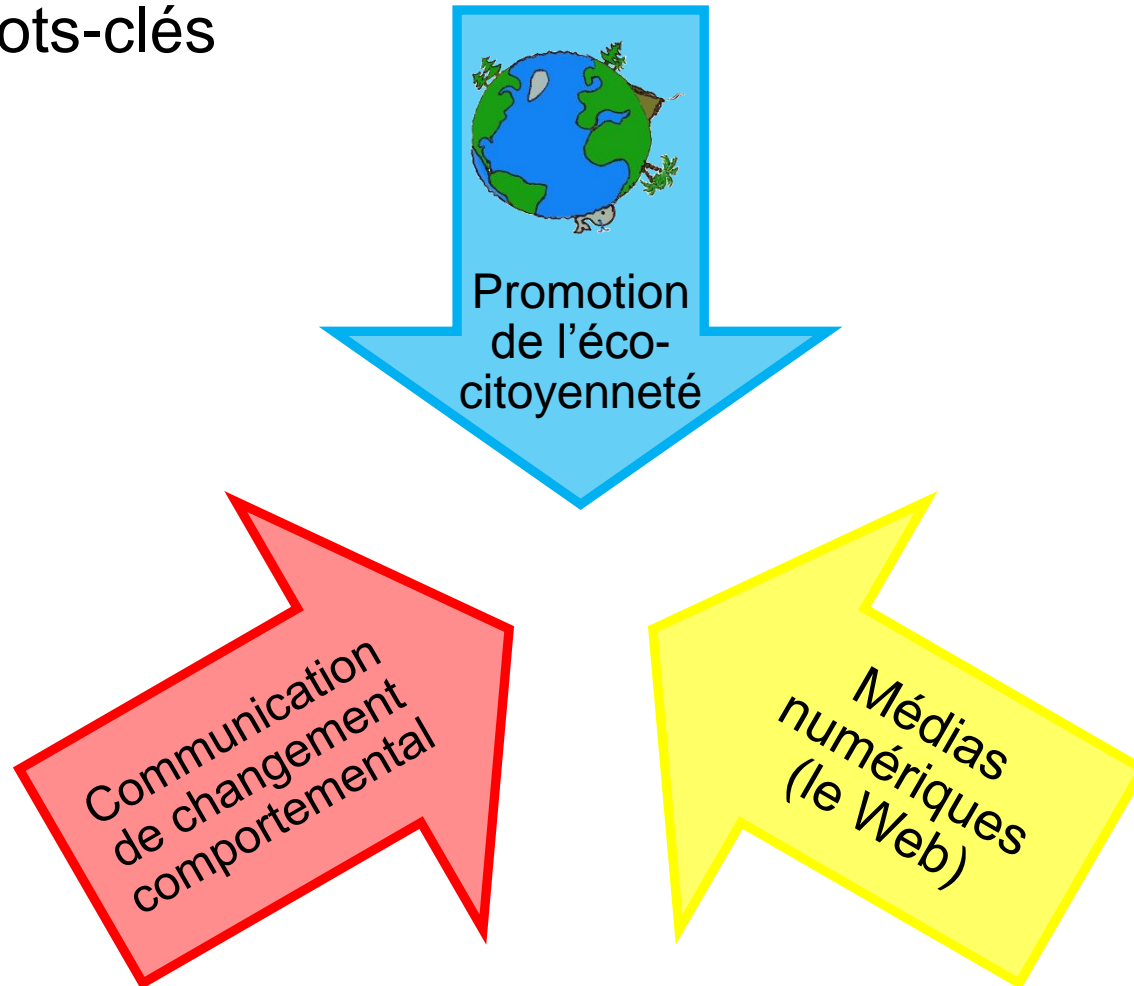 ots-clés
Promotion
de l’éco-
citoyenneté
Communication
de changement
comportemental
Médias
numériques
(le Web)